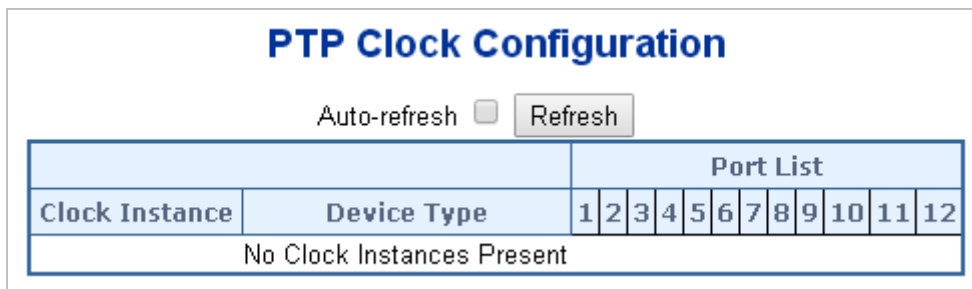 PTP Clock Configuration
Auto-refresh Refresh
Port List
Clock Instance Device Type 1 2 3 4 5 6 7 8 9 10 11 12
No Clock Instances Present